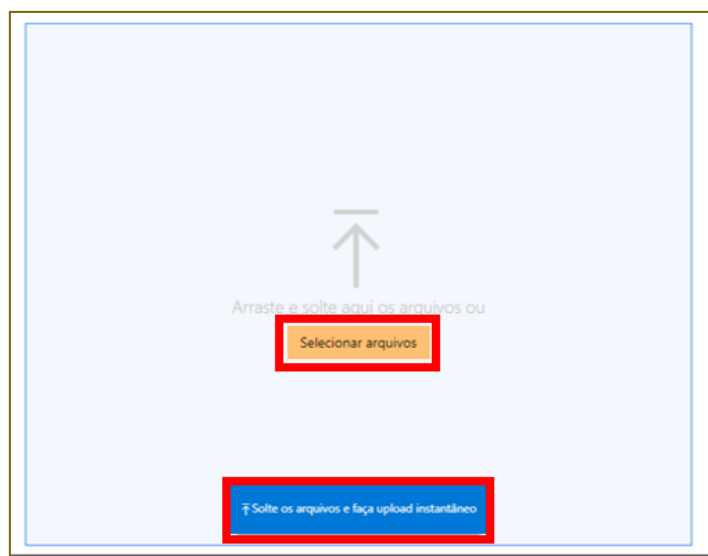 Arraste e solte aqui os arquivos ou
Selecionar arquivos
Solte os arquivos e faça upload instantâneo